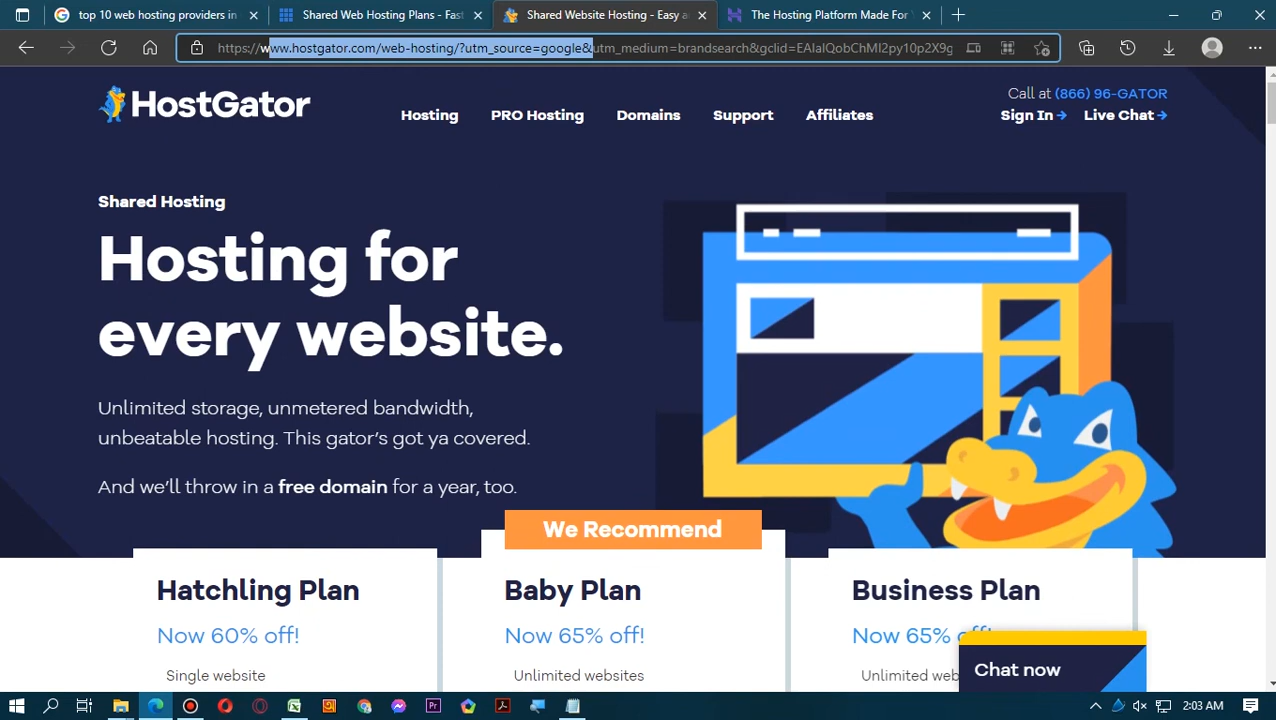 top 10 web hosting providers in
Shared Web Hosting Plans - Fast
Shared Website Hosting - Easy a
The Hosting Platform Made For Y
https://www.hostgator.com/web-hosting/?utm_source=google&utm_medium=brandsearch&gclid=EAIaIQobChMI2py10p2X9g
HostGator
Hosting
PRO Hosting
Domains
Support
Affiliates
Call at (866) 96-GATOR
Sign In
Live Chat
Shared Hosting
Hosting for
every website.
Unlimited storage, unmetered bandwidth,
unbeatable hosting. This gator's got ya covered.
And we'll throw in a free domain for a year, too.
We Recommend
Hatchling Plan
Now 60% off!
Single website
Baby Plan
Now 65% off!
Unlimited websites
Business Plan
Now 65% off!
Unlimited web
Chat now
2:03 AM